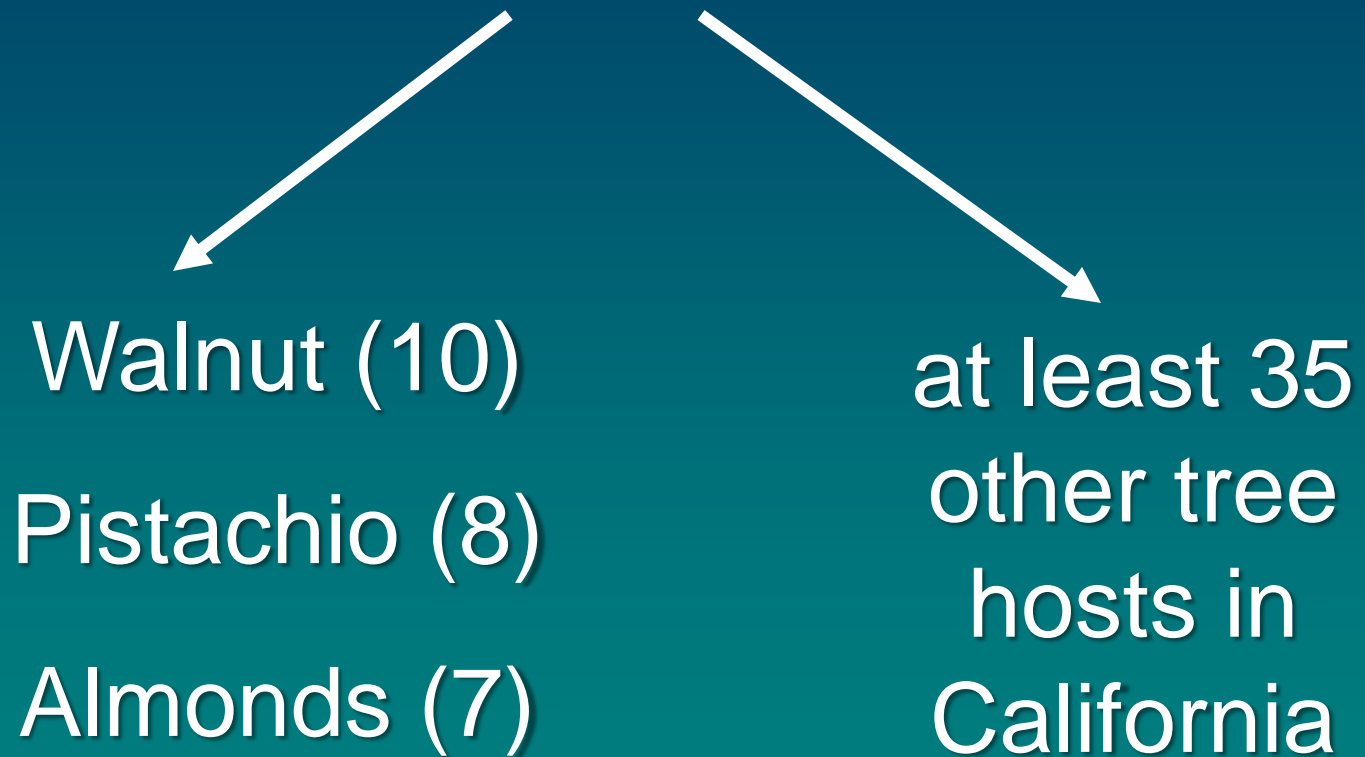 Walnut (10)
Pistachio (8)
Almonds (7)
at least 35
other tree
hosts in
California